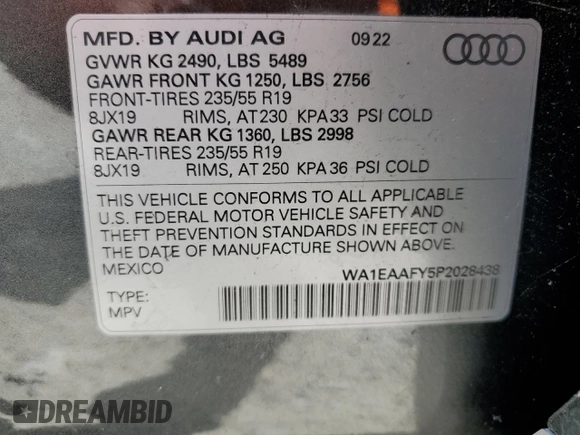 MFD. BY AUDI AG 09.22
GVWR KG 2490, LBS 5489
GAWR FRONT KG 1250, LBS 2756
FRONT-TIRES 235/55 R19
8JX19 RIMS, AT 230 KPA 33 PSI COLD
GAWR REAR KG 1360, LBS 2998
REAR-TIRES 235/55 R19
8JX19 RIMS, AT 250 KPA 36 PSI COLD
THIS VEHICLE CONFORMS TO ALL APPLICABLE
U.S. FEDERAL MOTOR VEHICLE SAFETY AND
THEFT PREVENTION STANDARDS IN EFFECT ON
THE DATE OF MANUFACTURE SHOWN ABOVE.
MEXICO
WA1EAAFY5P2028438
TYPE:
MPV
DREAMBID